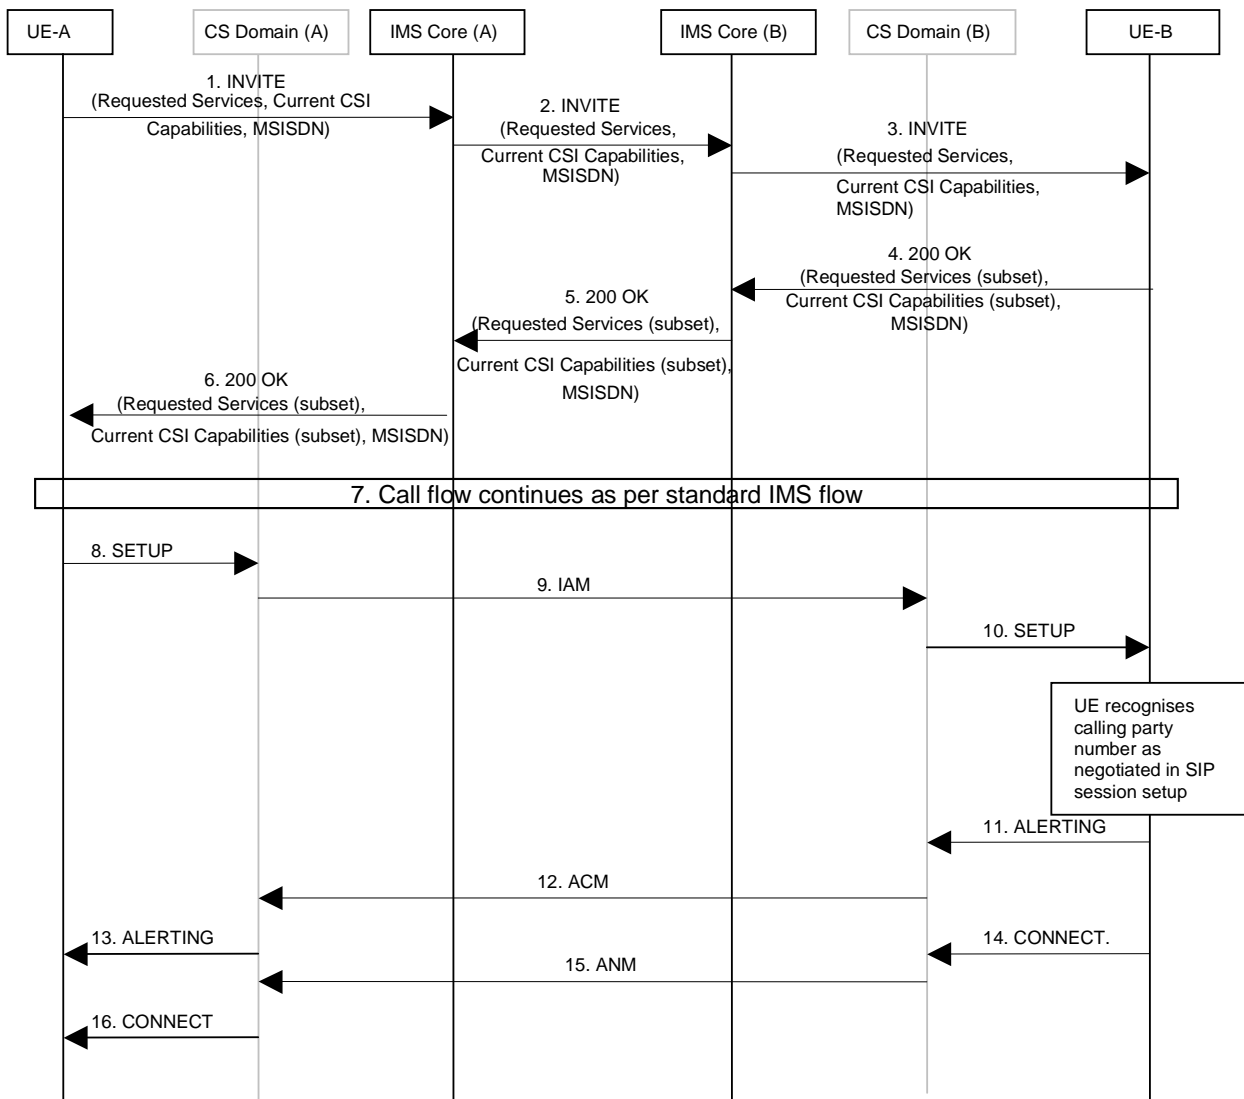 UE-A
CS Domain (A)
IMS Core (A)
IMS Core (B)
CS Domain (B)
UE-B
1. INVITE
(Requested Services, Current CSI
Capabilities, MSISDN)
2. INVITE
(Requested Services,
Current CSI Capabilities,
MSISDN)
3. INVITE
(Requested Services,
Current CSI Capabilities,
MSISDN)
4. 200 OK
(Requested Services (subset),
Current CSI Capabilities (subset),
MSISDN)
5. 200 OK
(Requested Services (subset),
Current CSI Capabilities (subset),
MSISDN)
6. 200 OK
(Requested Services (subset),
Current CSI Capabilities (subset), MSISDN)
7. Call flow continues as per standard IMS flow
8. SETUP
9. IAM
10. SETUP
UE recognises
calling party
number as
negotiated in SIP
session setup
11. ALERTING
12. ACM
13. ALERTING
14. CONNECT.
15. ANM
16. CONNECT